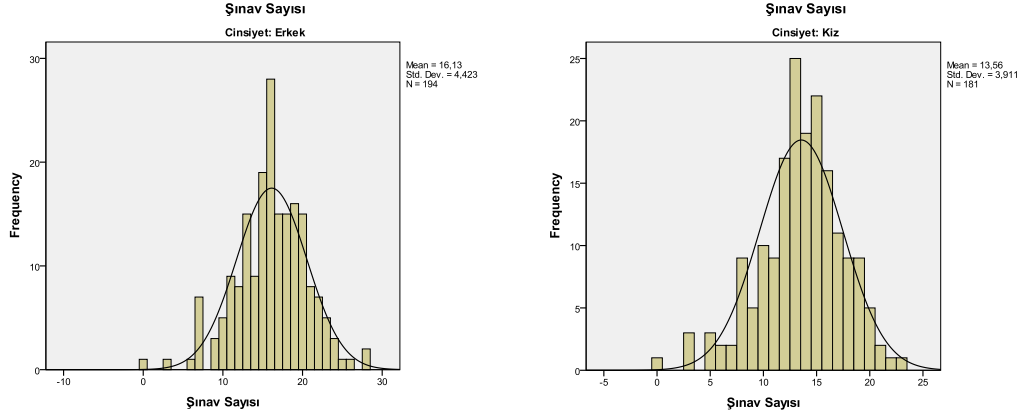 Şınav Sayısı
Cinsiyet: Erkek
Mean = 16,13
Std. Dev. = 4,423
N = 194
Frequency
30
20
10
0
-10
0
10
20
30
Şınav Sayısı
Şınav Sayısı
Cinsiyet: Kiz
Mean = 13,56
Std. Dev. = 3,911
N = 181
Frequency
25
20
15
10
5
0
-5
0
5
10
15
20
25
Şınav Sayısı